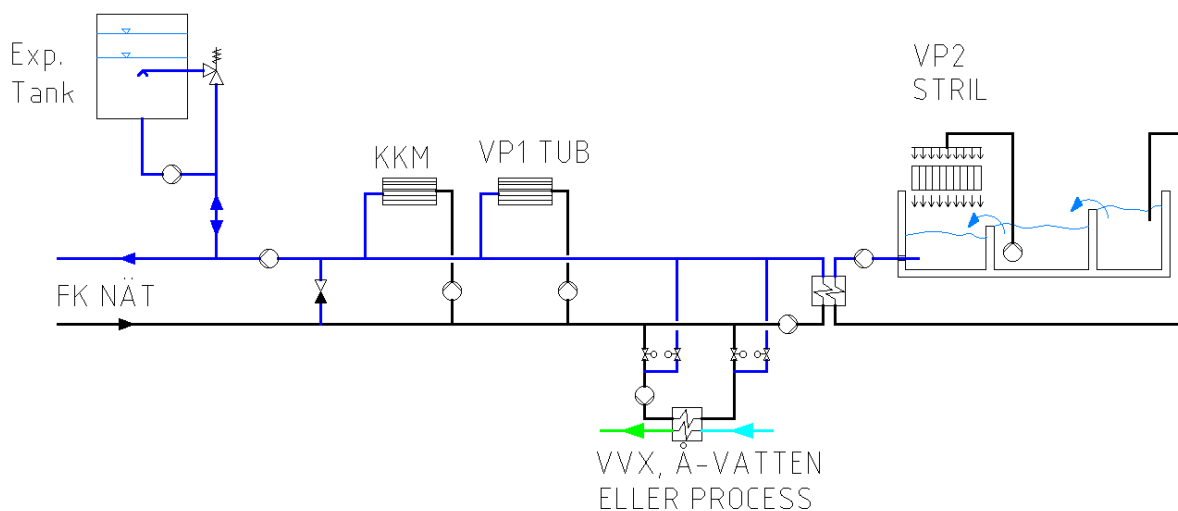 Exp.
Tank
KKM
VP1 TUB
VP2
STRIL
FK NÄT
VVX, Å-VATTEN
ELLER PROCESS